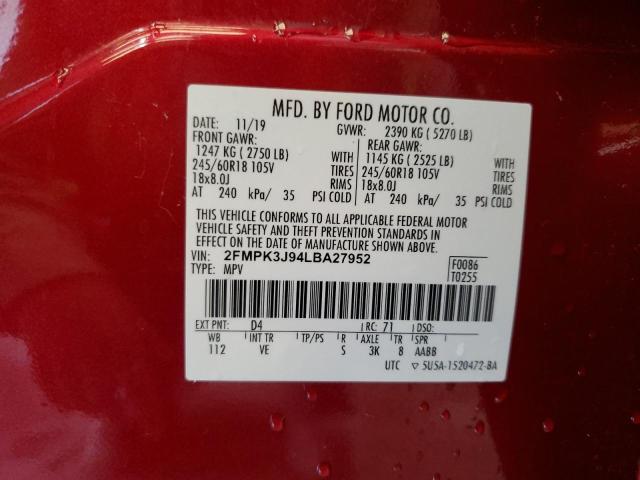 MFD. BY FORD MOTOR CO.
DATE: 11/19 GVWR: 2390 KG ( 5270 LB)
FRONT GAWR: REAR GAWR:
1247 KG ( 2750 LB) WITH 1145 KG ( 2525 LB) WITH
245/60R18 105V TIRES 245/60R18 105V TIRES
18x8.0J RIMS 18x8.0J RIMS
AT 240 kPa/ 35 PSI COLD AT 240 kPa/ 35 PSI COLD
THIS VEHICLE CONFORMS TO ALL APPLICABLE FEDERAL MOTOR
VEHICLE SAFETY AND THEFT PREVENTION STANDARDS IN
EFFECT ON THE DATE OF MANUFACTURE SHOWN ABOVE.
VIN: 2FMPK3J94LBA27952 F0086
TYPE: MPV T0255
EXT PNT: D4 RC: 71 DSO:
WB INT TR TP/PS R AXLE TR SPR
112 VE S 3K 8 AABB
UTC ▽ 5U5A-1520472-BA